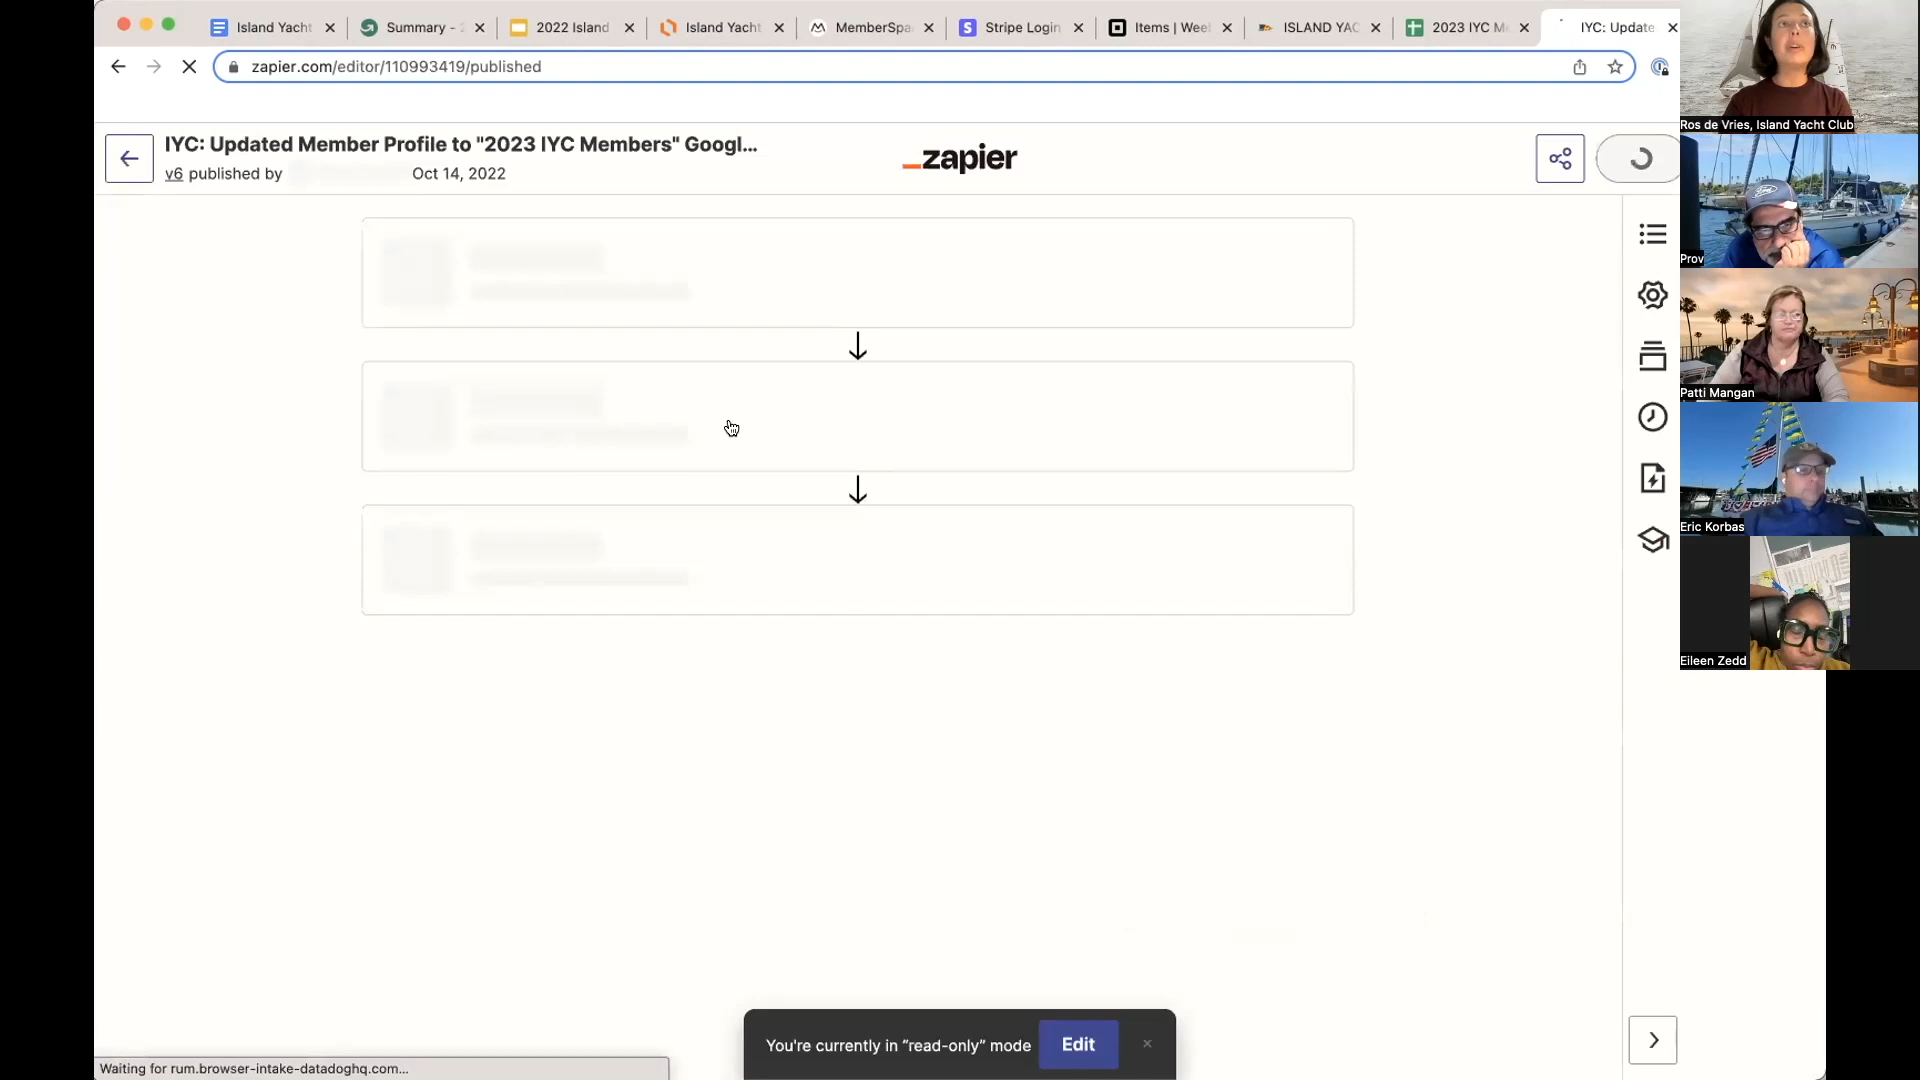 Island Yacht
Summary - 2
2022 Island
Island Yacht
MemberSpa
Stripe Login
Items | Wee
ISLAND YAC
2023 IYC M
IYC: Update
zapier.com/editor/110993419/published
IYC: Updated Member Profile to "2023 IYC Members" Googl...
v6 published by
Oct 14, 2022
zapier
Ros de Vries, Island Yacht Club
Prov
Patti Mangan
Eric Korbas
Eileen Zedd
You're currently in "read-only" mode
Edit
Waiting for rum.browser-intake-datadoghq.com...